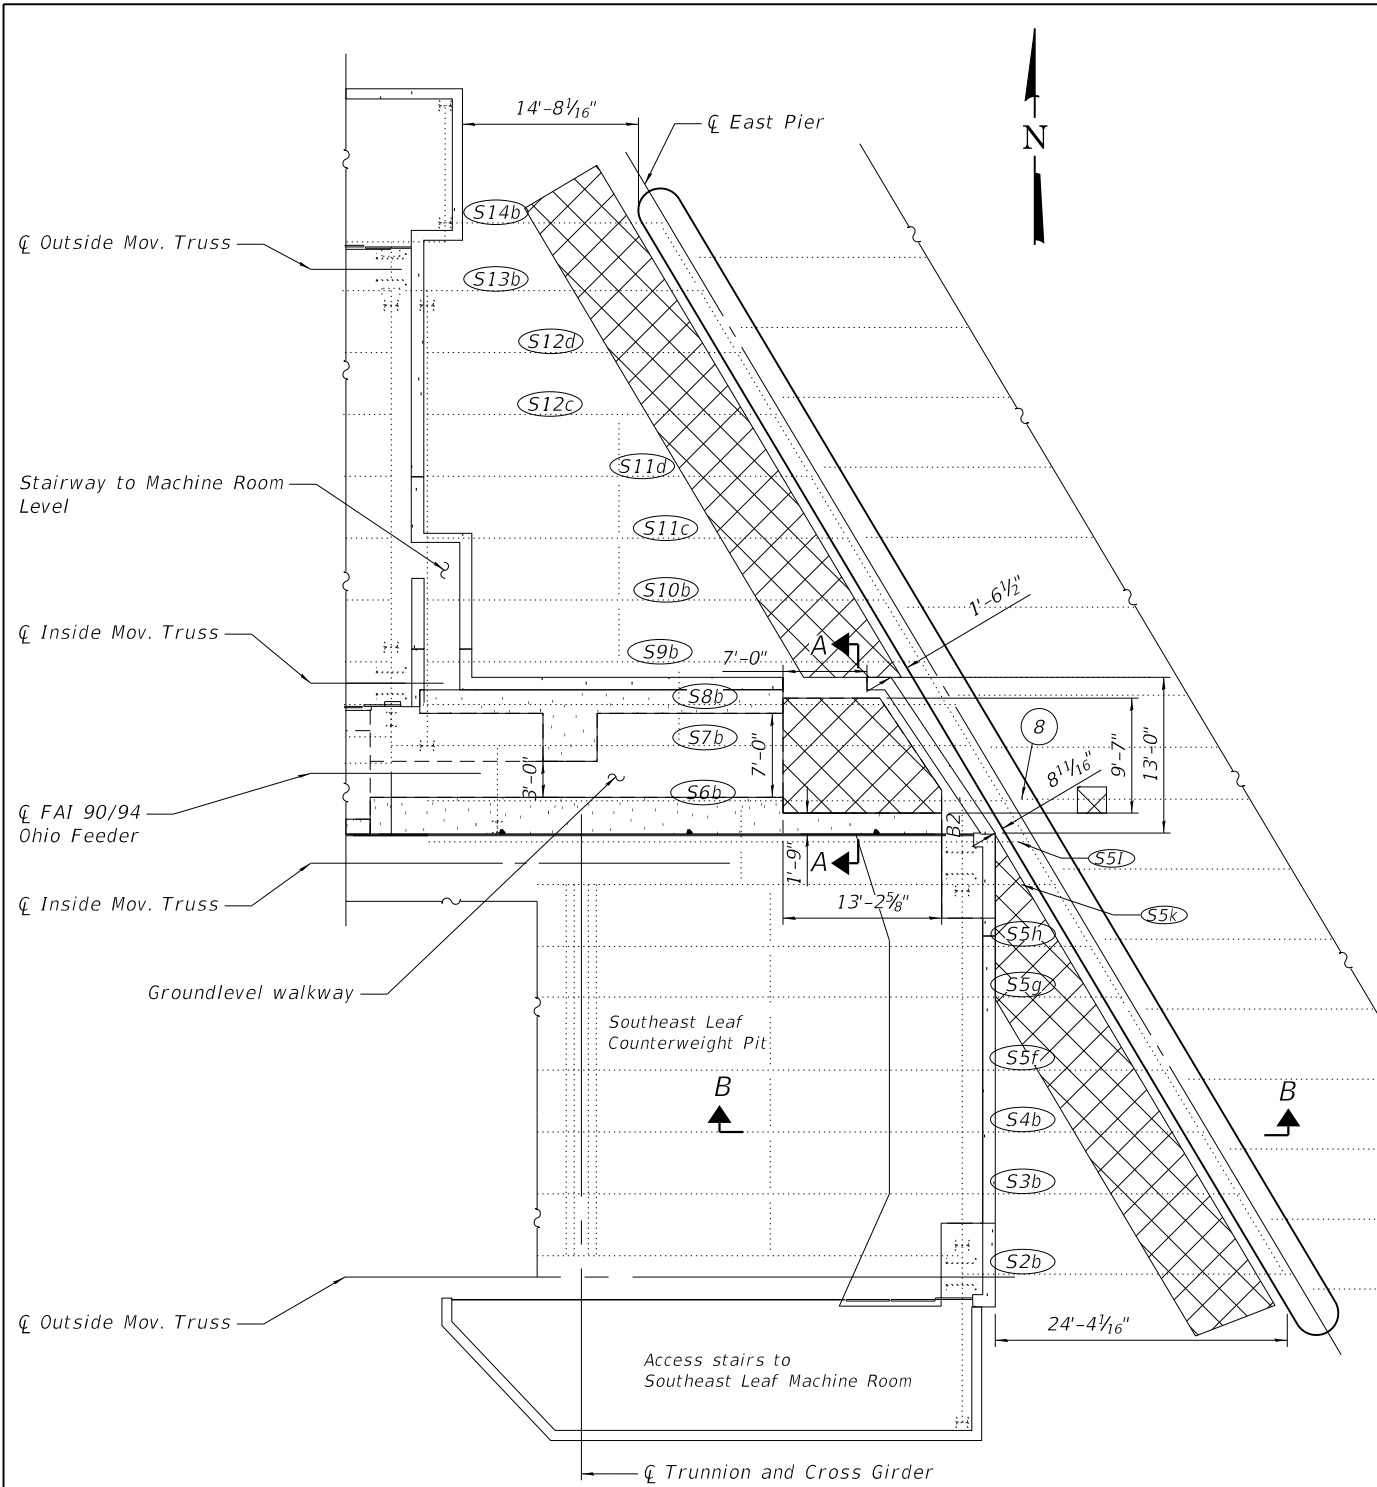 14'-8 1/16"
℄ East Pier
N
S14b
℄ Outside Mov. Truss
S13b
S12d
S12c
S11d
Stairway to Machine Room
Level
S11c
S10b
1'-6 1/2"
℄ Inside Mov. Truss
S9b
7'-0"
A
S8b
8
S7b
3'-0"
7'-0"
8 11/16"
9'-7"
13'-0"
S6b
℄ FAI 90/94
Ohio Feeder
B2
S5l
1'-9"
A
℄ Inside Mov. Truss
13'-2 5/8"
S5k
S5h
S5g
Groundlevel walkway
Southeast Leaf
Counterweight Pit
S5f
B
B
S4b
S3b
S2b
℄ Outside Mov. Truss
24'-4 1/16"
Access stairs to
Southeast Leaf Machine Room
℄ Trunnion and Cross Girder